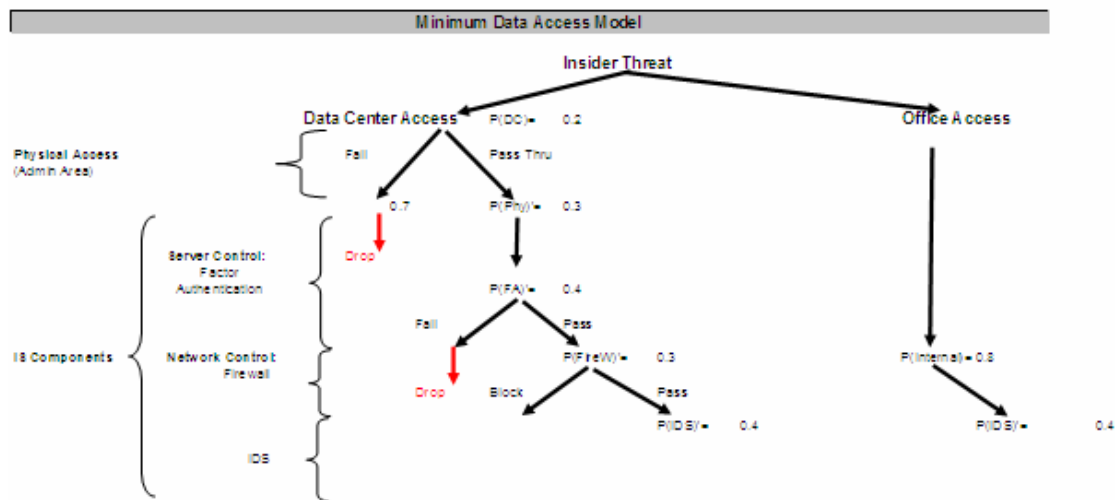 Minimum Data Access Model
Insider Threat
Data Center Access P(DC)= 0.2 Office Access
Physical Access
(Admin Area)
Fail Pass Thru
0.7 P(Phy)'= 0.3
Server Control:
Factor
Authentication
Drop
P(FA)'= 0.4
Fail Pass
IS Components
Network Control:
Firewall
P(FireW)'= 0.3 P(Internal)= 0.8
Drop Block Pass
P(IDS)'= 0.4 P(IDS)'= 0.4
IDS